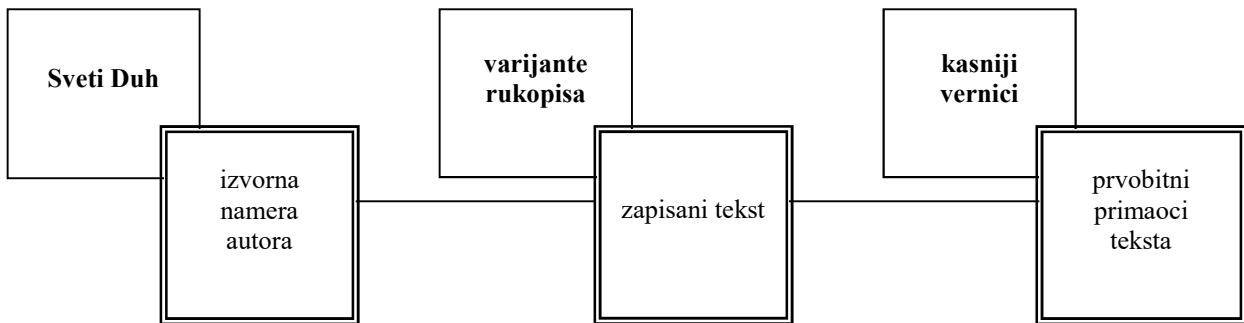 Sveti Duh
varijante
rukopisa
kasniji
vernici
izvorna
namera
autora
zapisani tekst
prvobitni
primaoci
teksta